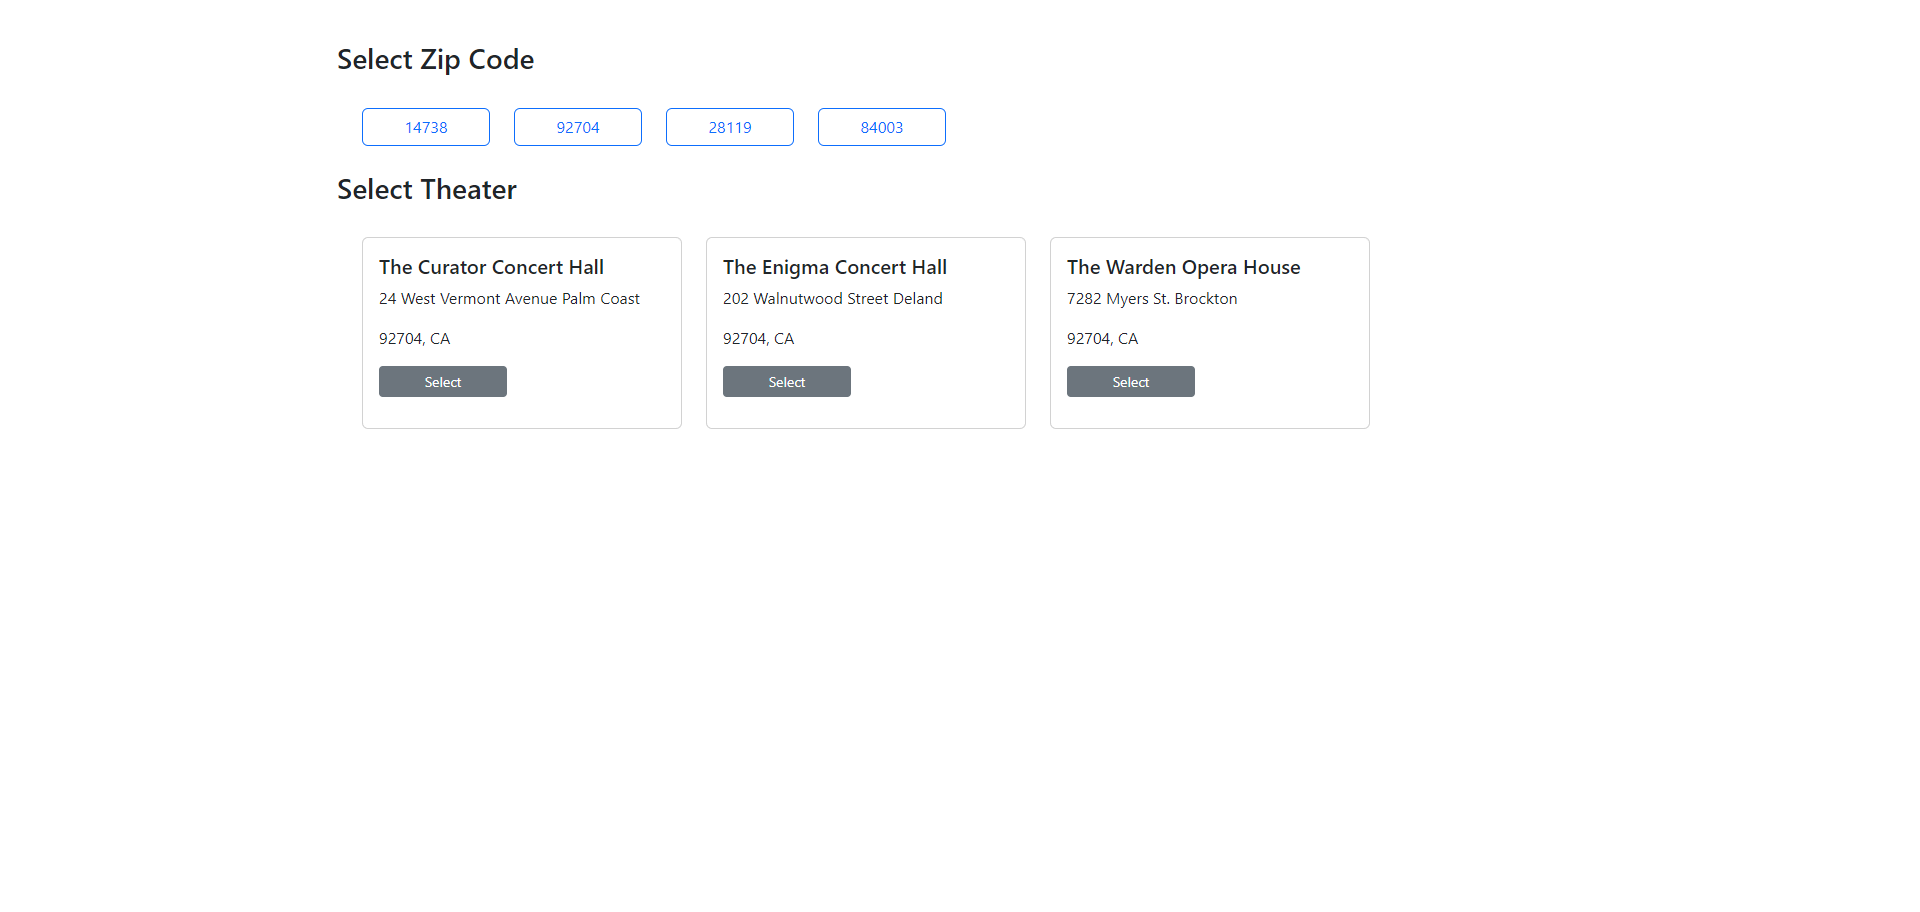 Select Zip Code
14738 92704 28119 84003
Select Theater
The Curator Concert Hall
24 West Vermont Avenue Palm Coast
92704, CA
Select
The Enigma Concert Hall
202 Walnutwood Street Deland
92704, CA
Select
The Warden Opera House
7282 Myers St. Brockton
92704, CA
Select